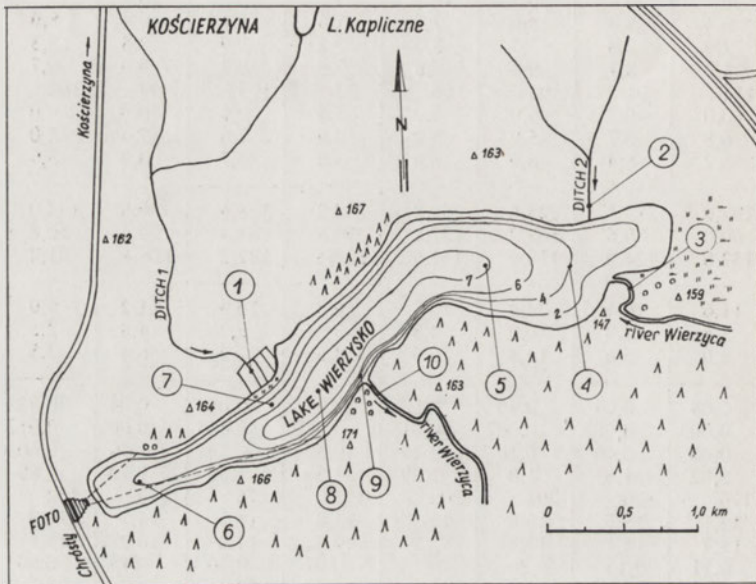 KOŚCIERZYNA
L. Kapliczne
Kościerzyna
N
163
DITCH 2
2
167
162
3
DITCH 1
1
7
6
4
2
159
147
river Wierzyca
LAKE WIERZYSKO
7
10
163
5
4
164
171
river Wierzyca
166
8
9
6
FOTO
Chrósty
0
0,5
1,0 km